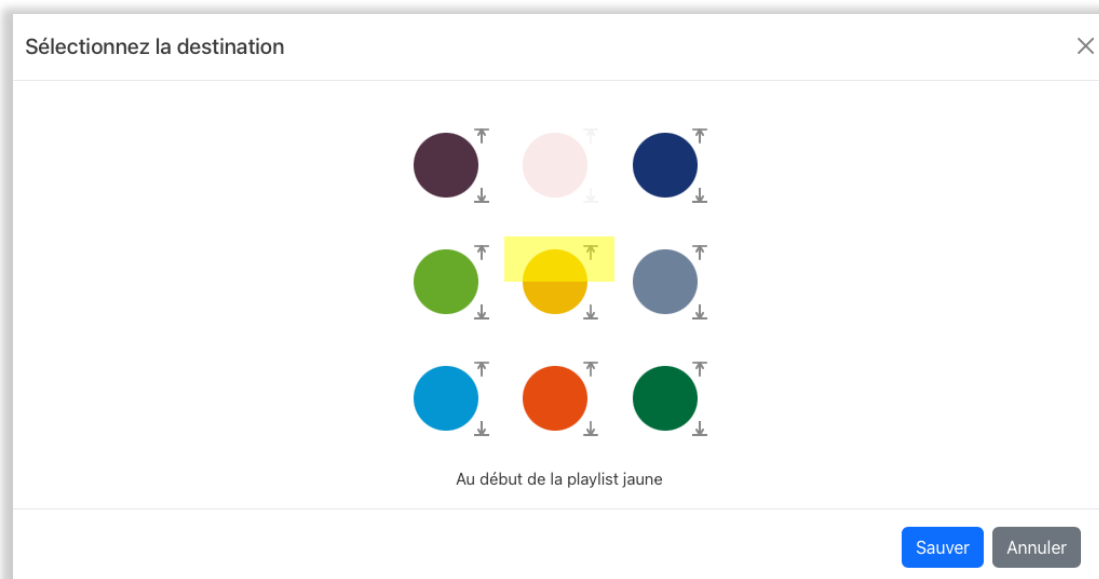 Sélectionnez la destination
Au début de la playlist jaune
Sauver
Annuler